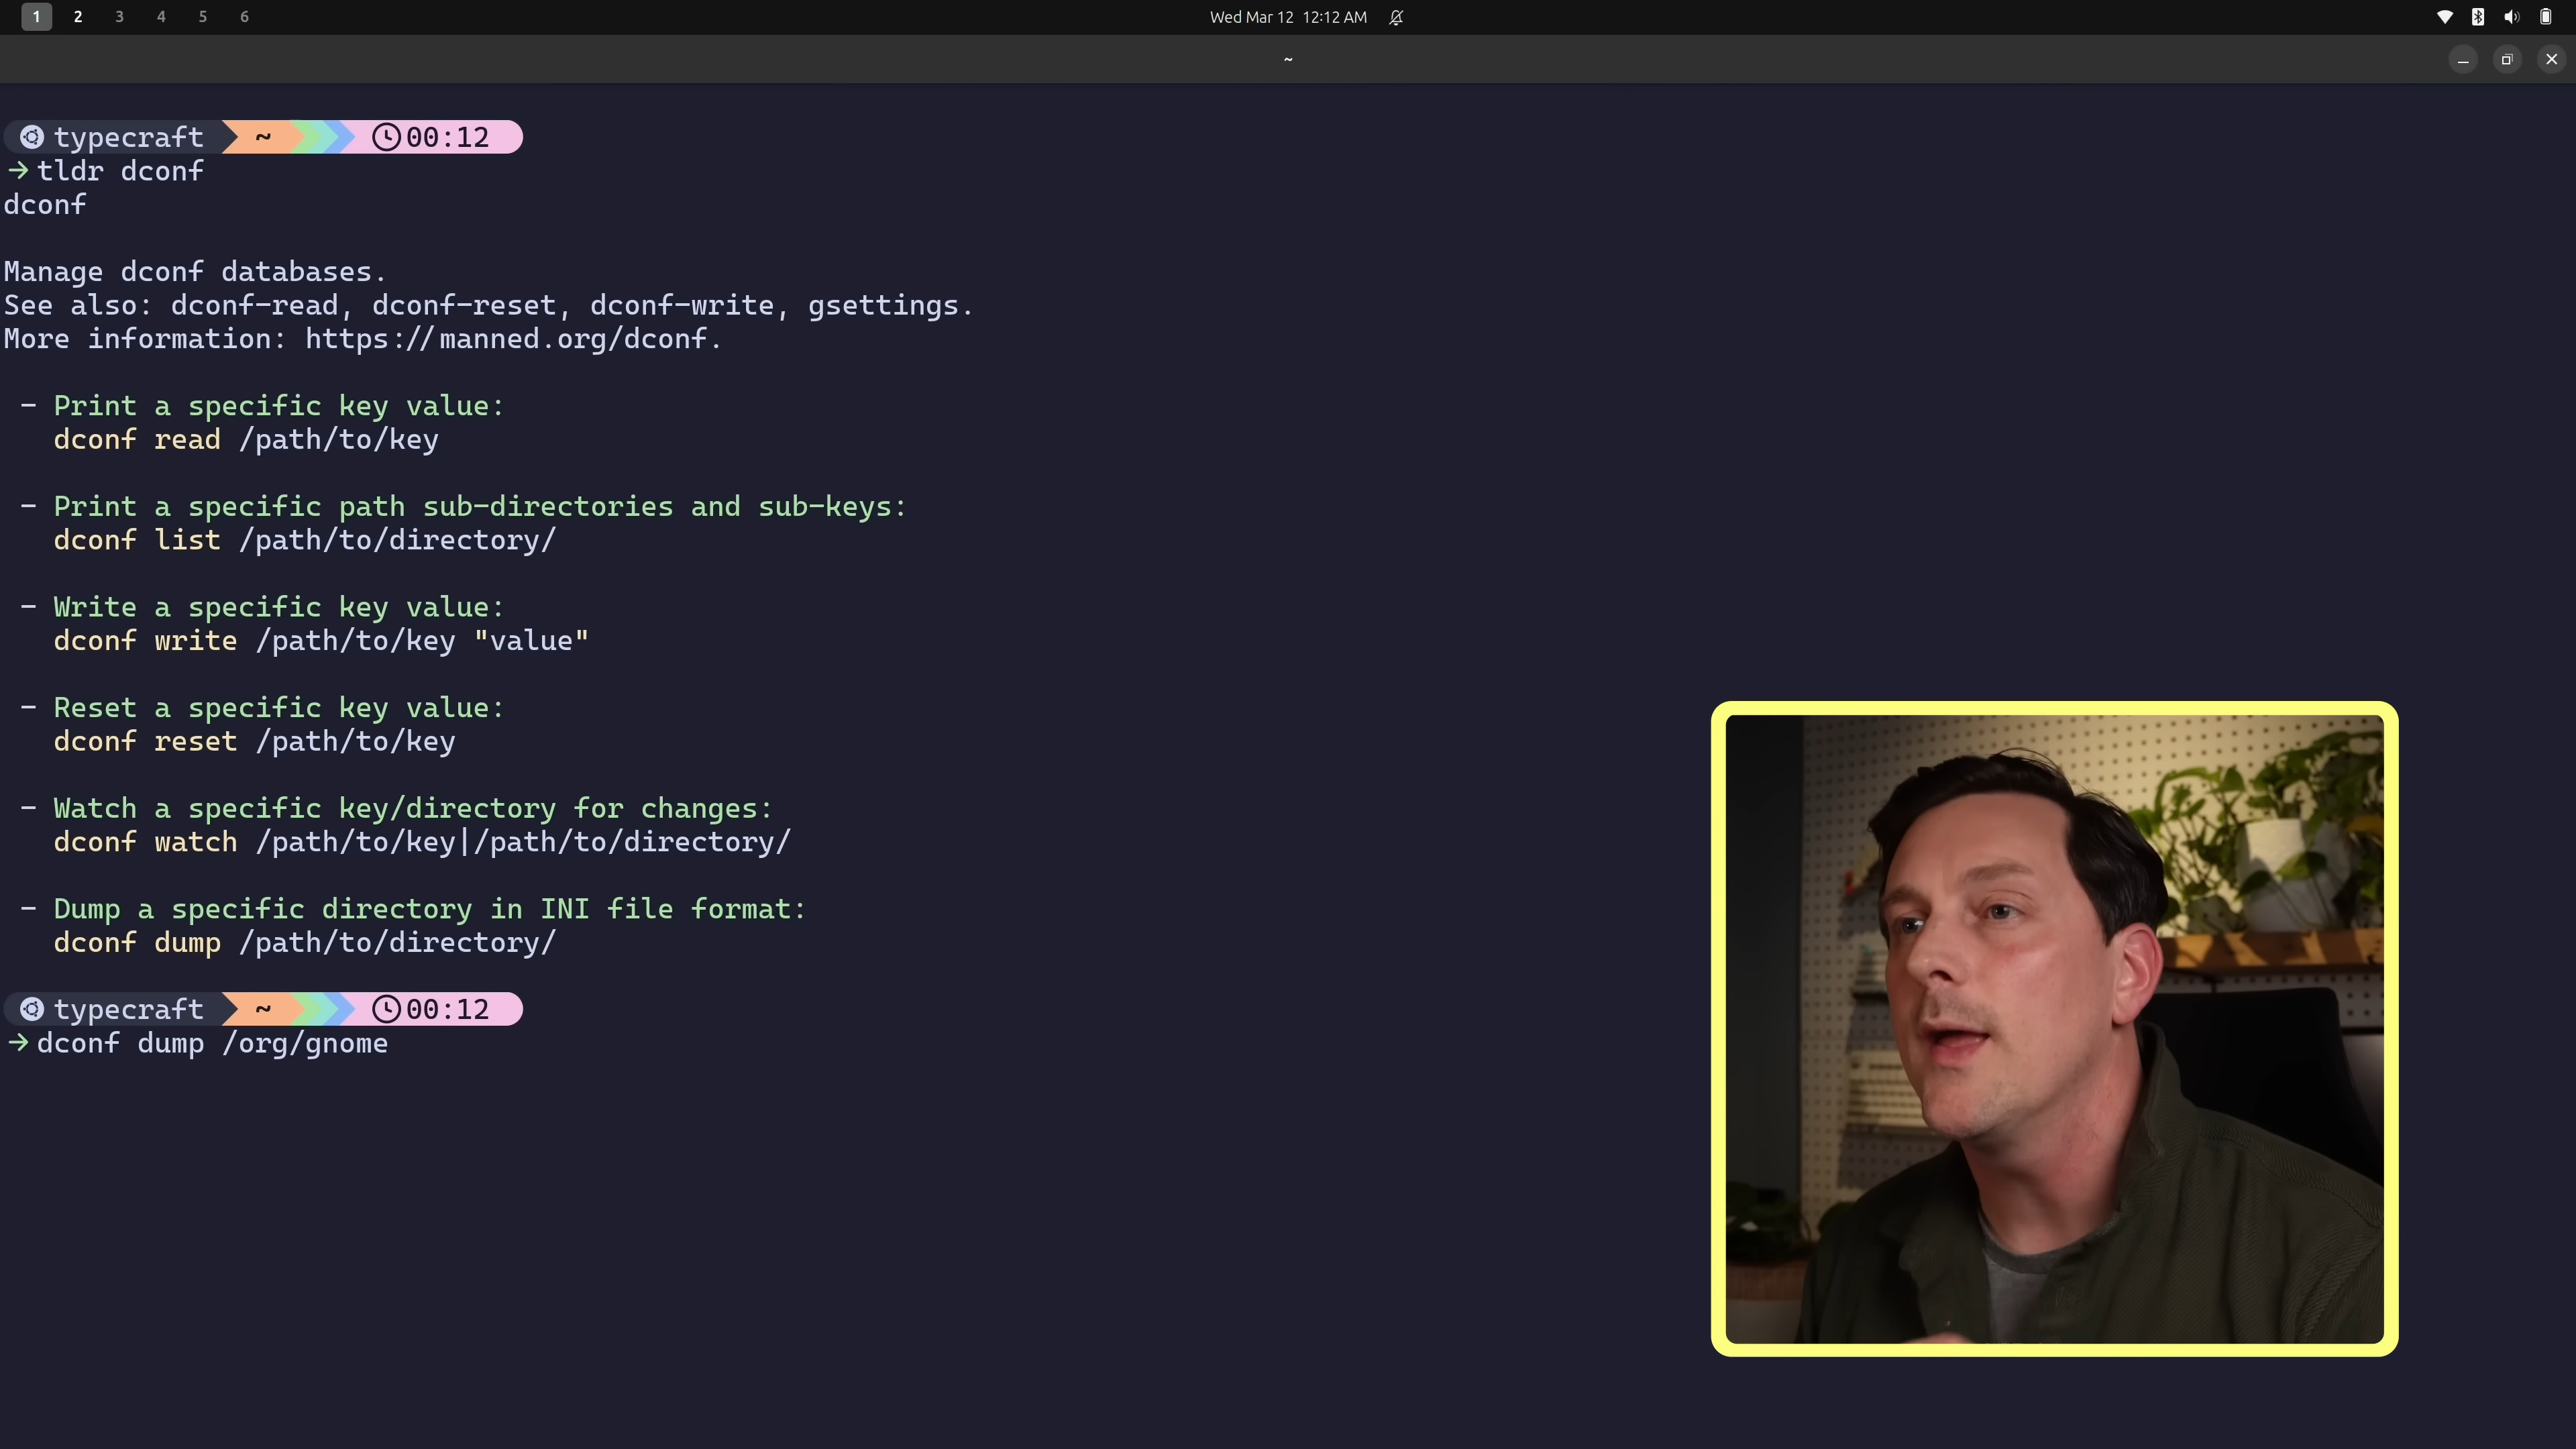 1 2 3 4 5 6
Wed Mar 12 12:12 AM
~
typecraft ~ 00:12
→ tldr dconf
dconf
Manage dconf databases.
See also: dconf-read, dconf-reset, dconf-write, gsettings.
More information: https://manned.org/dconf.
- Print a specific key value:
dconf read /path/to/key
- Print a specific path sub-directories and sub-keys:
dconf list /path/to/directory/
- Write a specific key value:
dconf write /path/to/key "value"
- Reset a specific key value:
dconf reset /path/to/key
- Watch a specific key/directory for changes:
dconf watch /path/to/key|/path/to/directory/
- Dump a specific directory in INI file format:
dconf dump /path/to/directory/
typecraft ~ 00:12
→ dconf dump /org/gnome